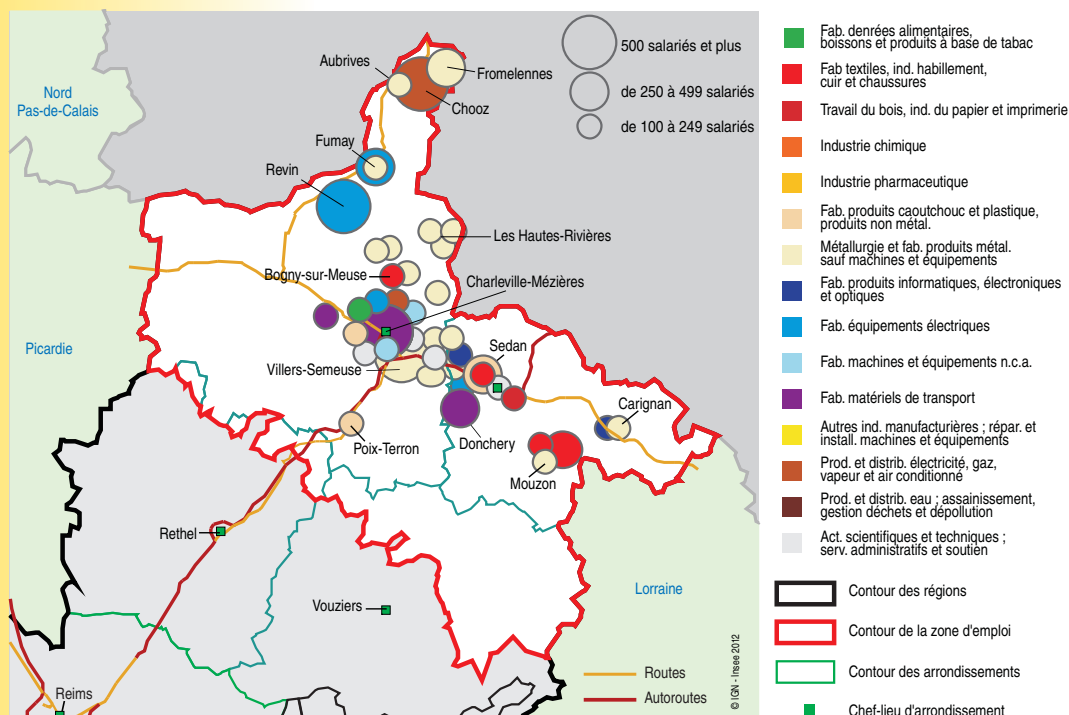 Nord
Pas-de-Calais
Picardie
Lorraine
Aubrives
Fromelennes
Chooz
Fumay
Revin
Les Hautes-Rivières
Bogny-sur-Meuse
Charleville-Mézières
Sedan
Villers-Semeuse
Carignan
Donchery
Poix-Terron
Mouzon
Rethel
Vouziers
Reims
500 salariés et plus
de 250 à 499 salariés
de 100 à 249 salariés
Routes
Autoroutes
© IGN - Insee 2012
Fab. denrées alimentaires,
boissons et produits à base de tabac
Fab textiles, ind. habillement,
cuir et chaussures
Travail du bois, ind. du papier et imprimerie
Industrie chimique
Industrie pharmaceutique
Fab. produits caoutchouc et plastique,
produits non métal.
Métallurgie et fab. produits métal.
sauf machines et équipements
Fab. produits informatiques, électroniques
et optiques
Fab. équipements électriques
Fab. machines et équipements n.c.a.
Fab. matériels de transport
Autres ind. manufacturières ; répar. et
install. machines et équipements
Prod. et distrib. électricité, gaz,
vapeur et air conditionné
Prod. et distrib. eau ; assainissement,
gestion déchets et dépollution
Act. scientifiques et techniques ;
serv. administratifs et soutien
Contour des régions
Contour de la zone d'emploi
Contour des arrondissements
Chef-lieu d'arrondissement